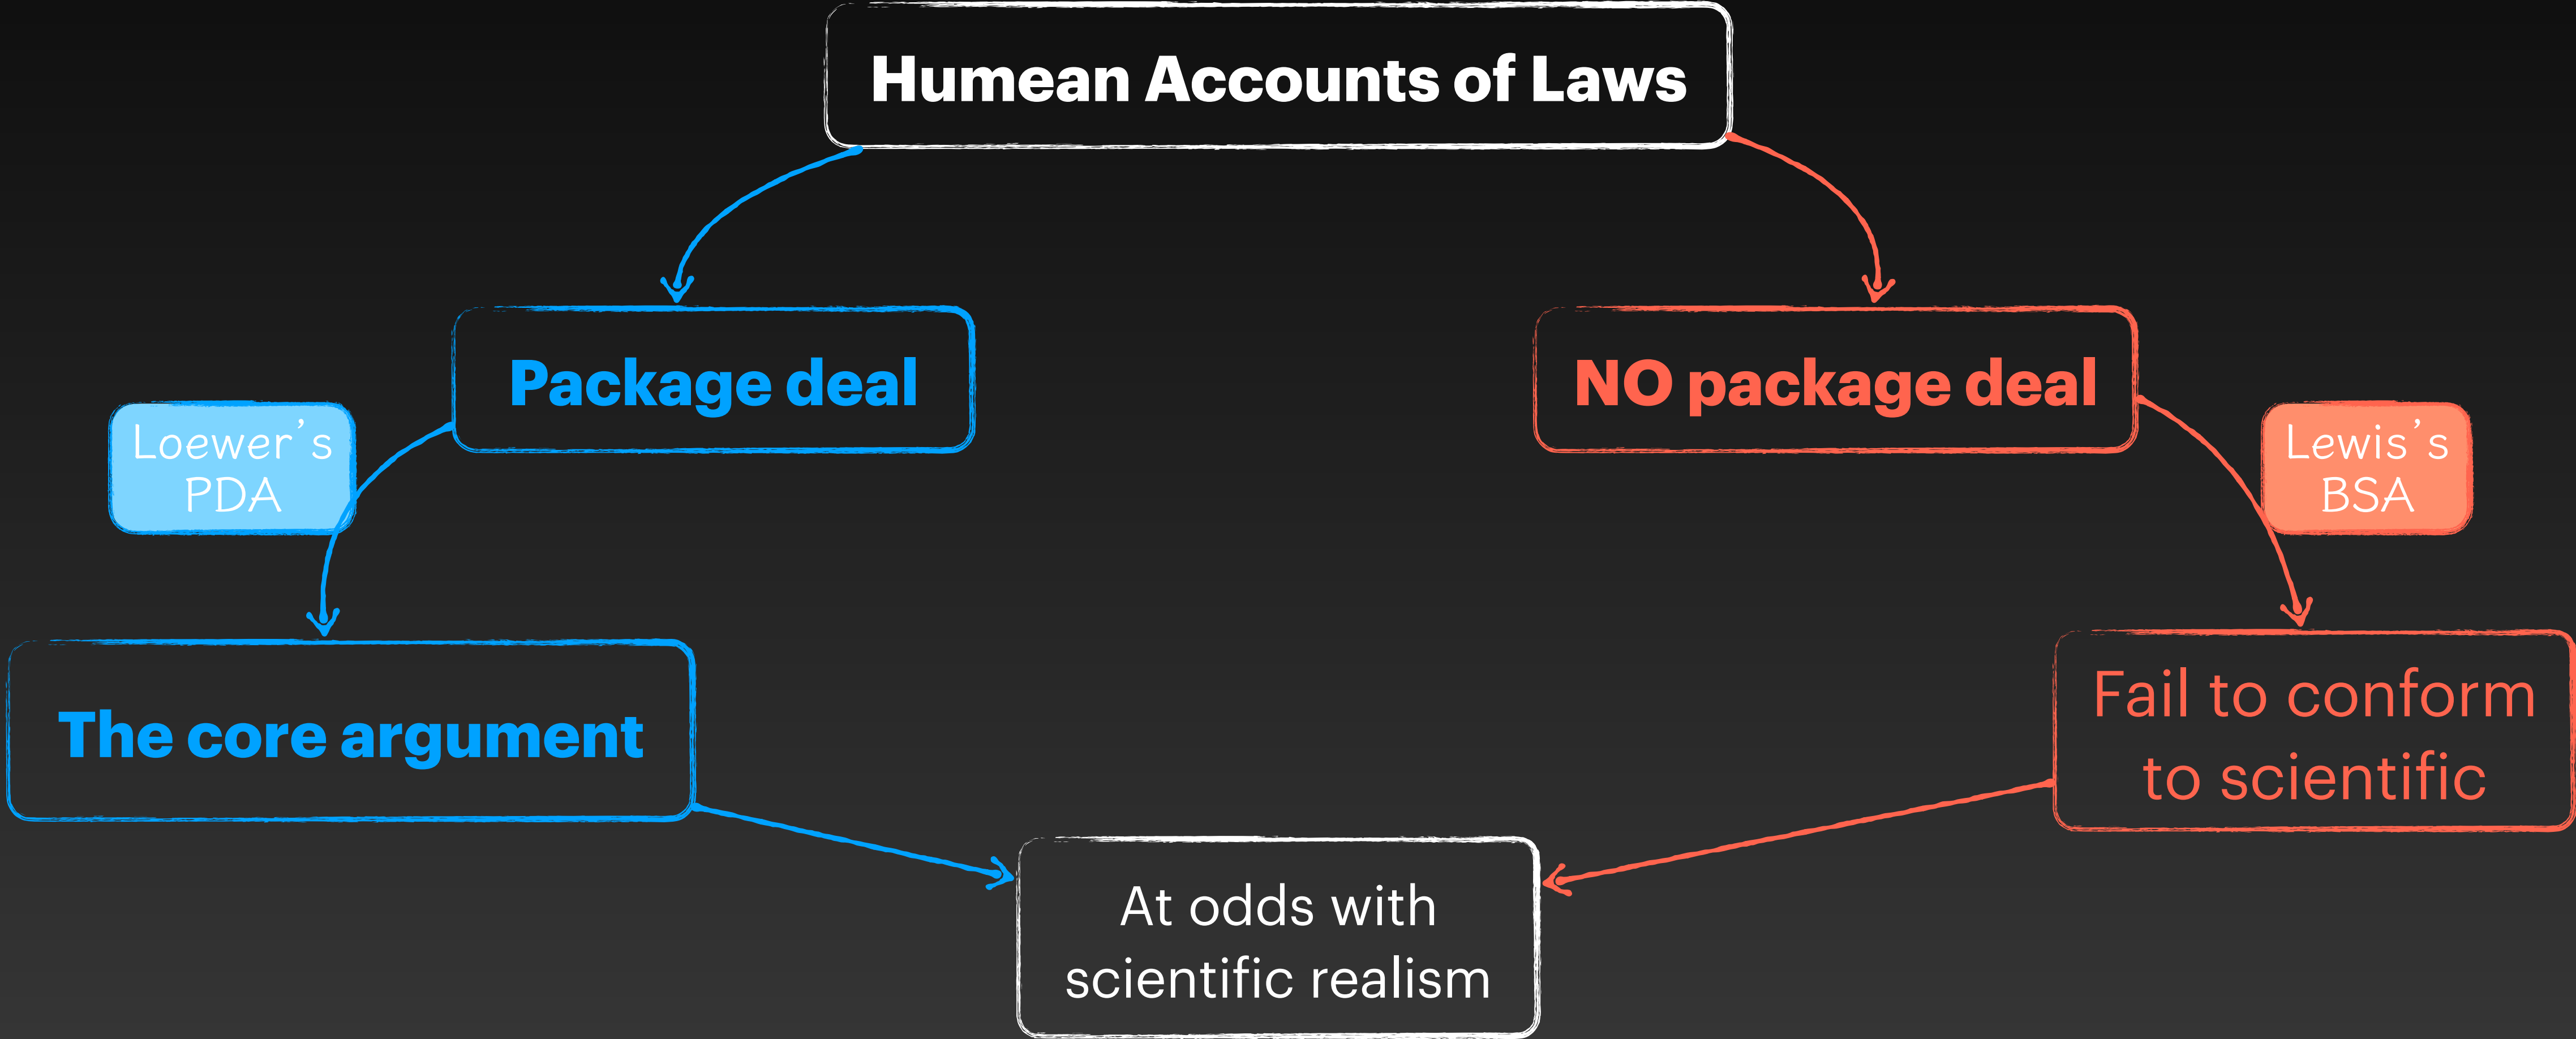 Humean Accounts of Laws
Package deal
NO package deal
Loewer’s
PDA
Lewis’s
BSA
The core argument
Fail to conform
to scientific
At odds with
scientific realism